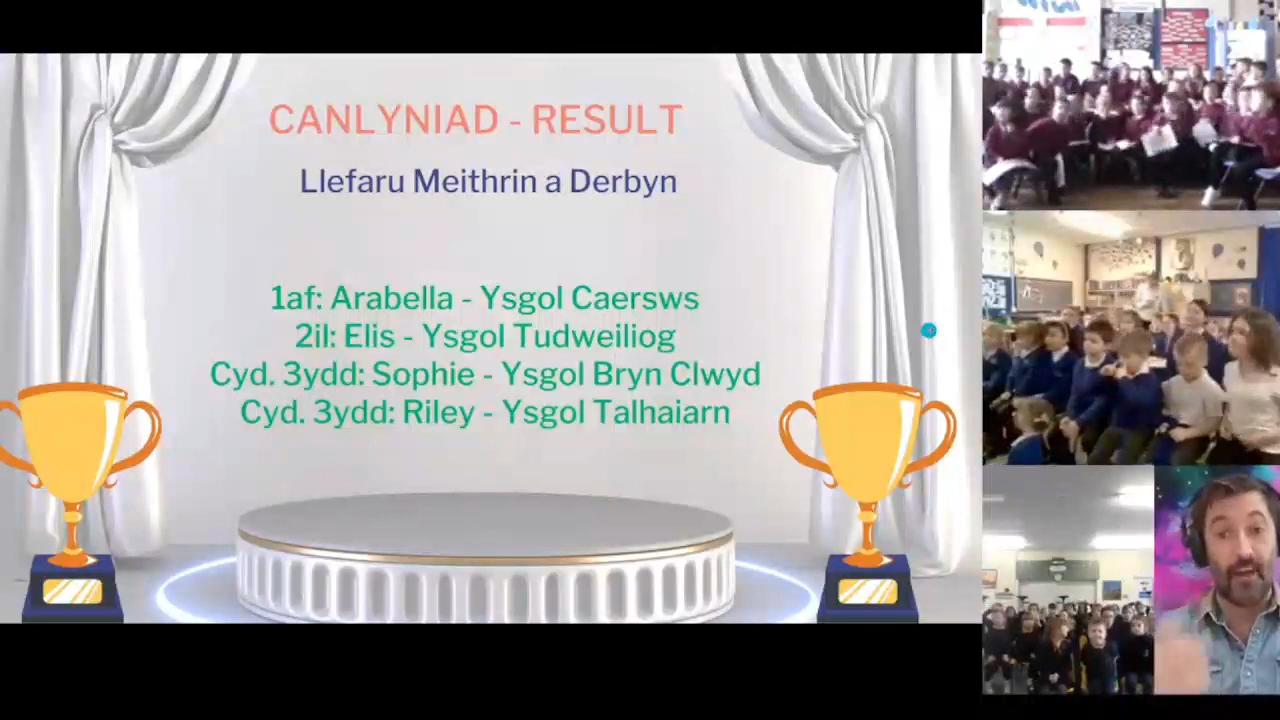 CANLYNIAD - RESULT
Llefaru Meithrin a Derbyn
1af: Arabella - Ysgol Caersws
2il: Elis - Ysgol Tudweiliog
Cyd. 3ydd: Sophie - Ysgol Bryn Clwyd
Cyd. 3ydd: Riley - Ysgol Talhaiarn